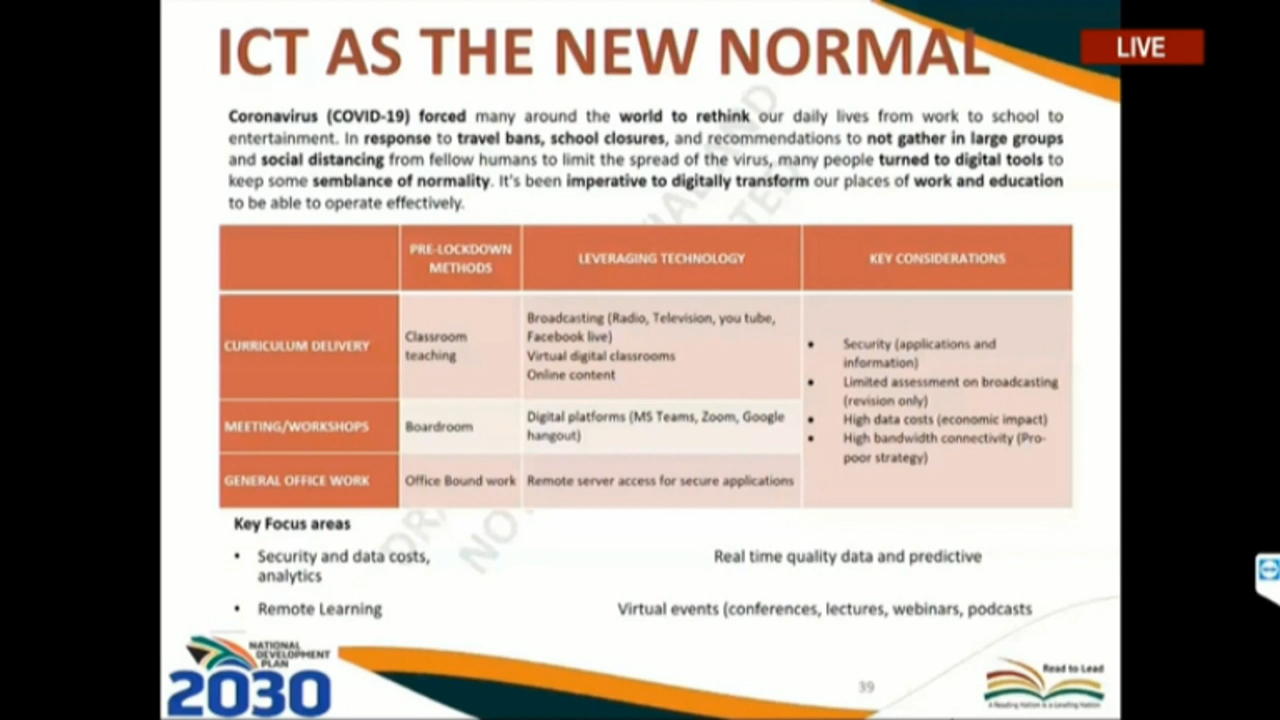 ICT AS THE NEW NORMAL
LIVE
Coronavirus (COVID-19) forced many around the world to rethink our daily lives from work to school to
entertainment. In response to travel bans, school closures, and recommendations to not gather in large groups
and social distancing from fellow humans to limit the spread of the virus, many people turned to digital tools to
keep some semblance of normality. It's been imperative to digitally transform our places of work and education
to be able to operate effectively.
PRE-LOCKDOWN
METHODS
LEVERAGING TECHNOLOGY
KEY CONSIDERATIONS
CURRICULUM DELIVERY
Classroom
teaching
Broadcasting (Radio, Television, you tube,
Facebook live)
Virtual digital classrooms
Online content
MEETING/WORKSHOPS
Boardroom
Digital platforms (MS Teams, Zoom, Google
hangout)
GENERAL OFFICE WORK
Office Bound work
Remote server access for secure applications
• Security (applications and
information)
• Limited assessment on broadcasting
(revision only)
• High data costs (economic impact)
• High bandwidth connectivity (Pro-
poor strategy)
Key Focus areas
• Security and data costs, Real time quality data and predictive
analytics
• Remote Learning Virtual events (conferences, lectures, webinars, podcasts
NATIONAL
DEVELOPMENT
PLAN
2030
39
Read to Lead
A Reading Nation is a Leading Nation